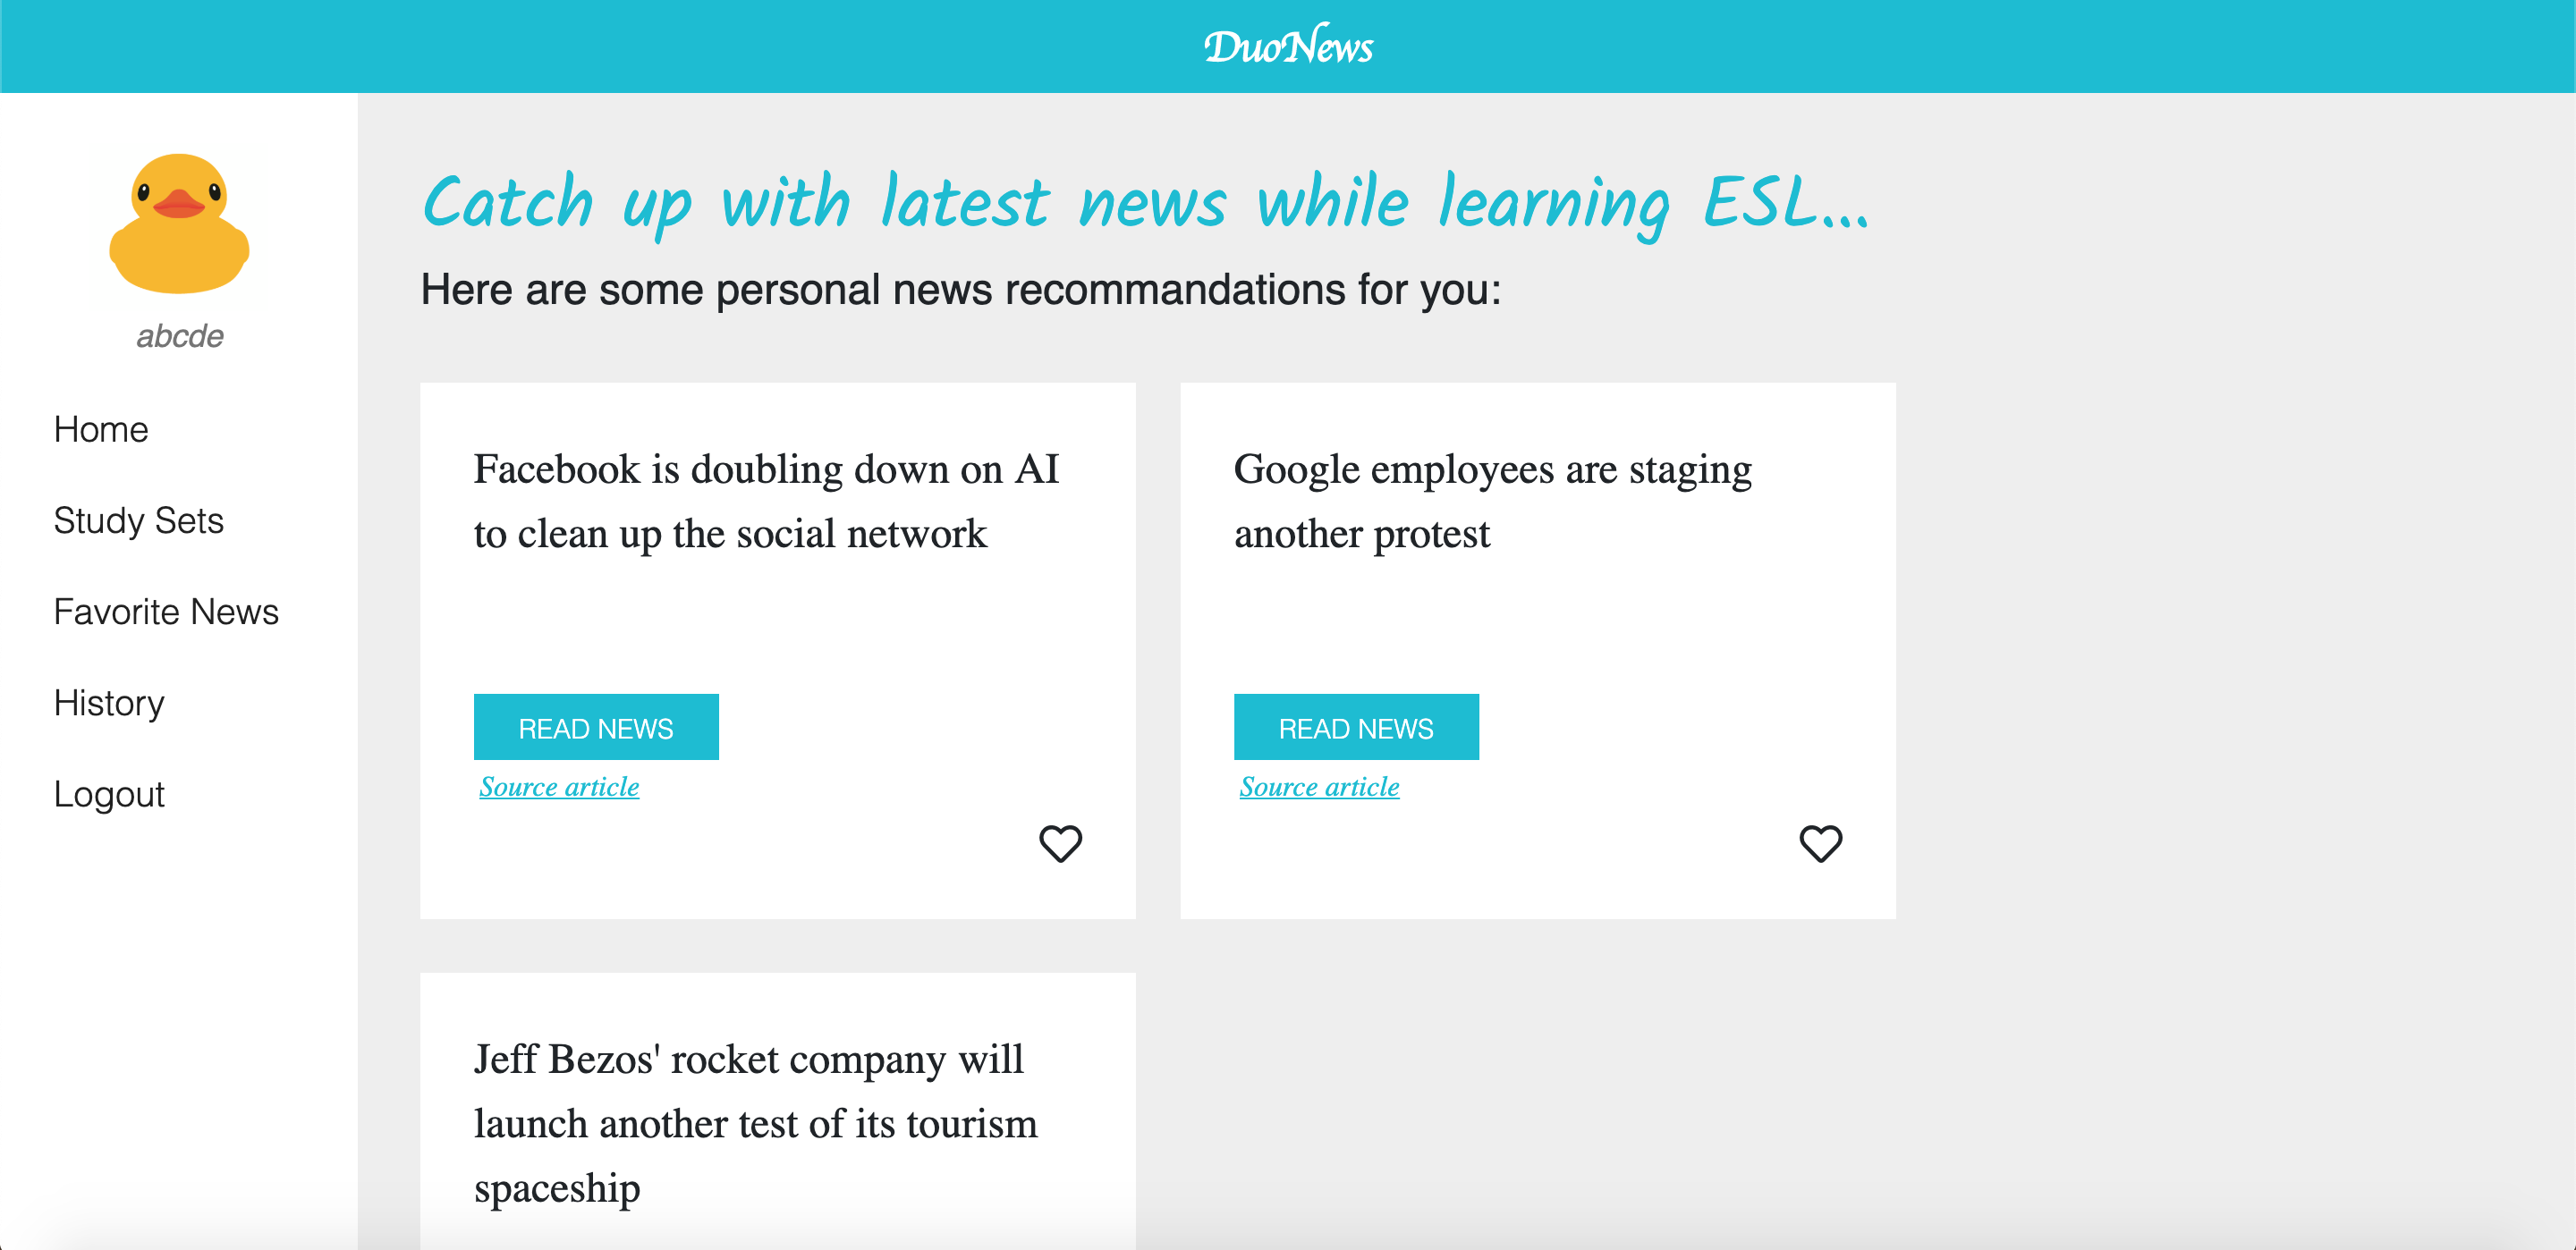 DuoNews
abcde
Home
Study Sets
Favorite News
History
Logout
Catch up with latest news while learning ESL...
Here are some personal news recommandations for you:
Facebook is doubling down on AI
to clean up the social network
READ NEWS
Source article
Google employees are staging
another protest
READ NEWS
Source article
Jeff Bezos' rocket company will
launch another test of its tourism
spaceship